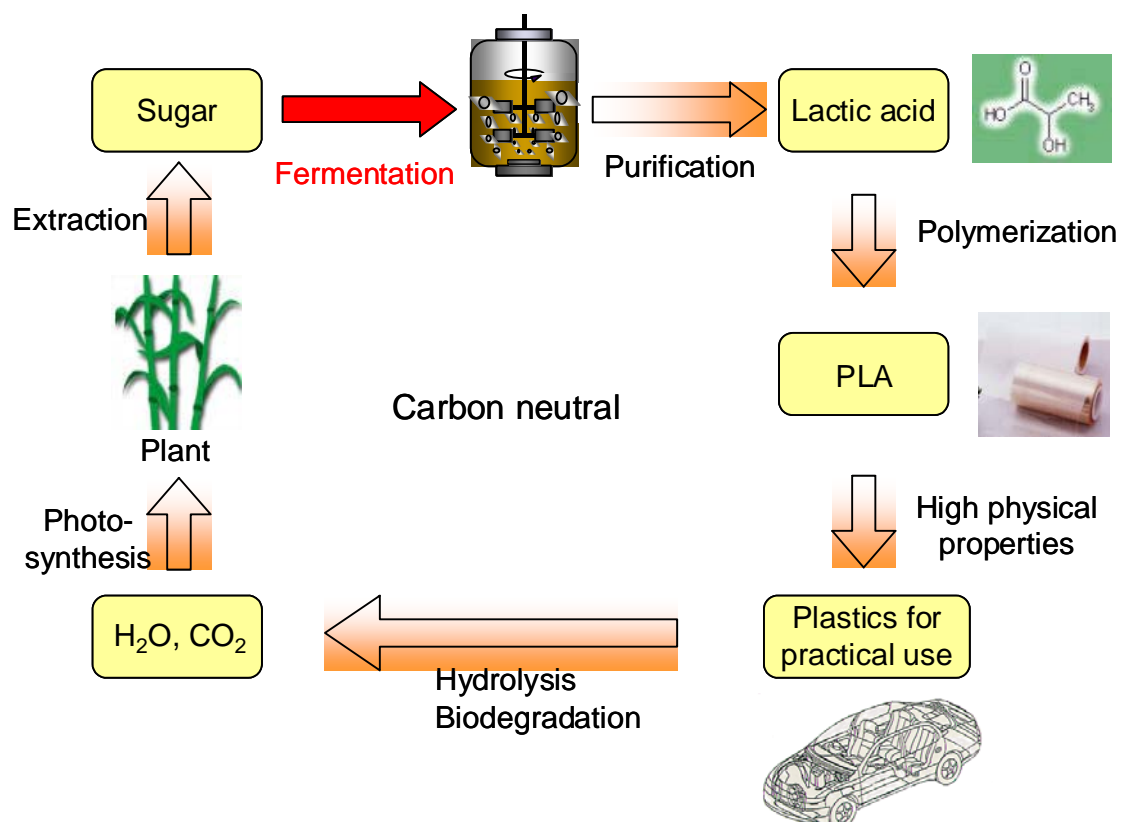 Sugar
Fermentation
Purification
Lactic acid
O
HO
CH₃
OH
Extraction
Polymerization
Plant
Carbon neutral
PLA
Photo-
synthesis
High physical
properties
H₂O, CO₂
Hydrolysis
Biodegradation
Plastics for
practical use